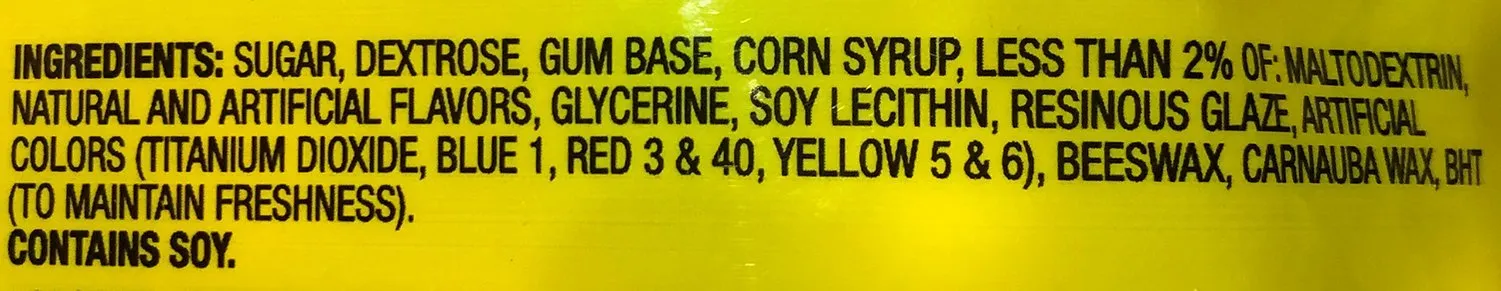 INGREDIENTS: SUGAR, DEXTROSE, GUM BASE, CORN SYRUP, LESS THAN 2% OF: MALTODEXTRIN,
NATURAL AND ARTIFICIAL FLAVORS, GLYCERINE, SOY LECITHIN, RESINOUS GLAZE, ARTIFICIAL
COLORS (TITANIUM DIOXIDE, BLUE 1, RED 3 & 40, YELLOW 5 & 6), BEESWAX, CARNAUBA WAX, BHT
(TO MAINTAIN FRESHNESS).
CONTAINS SOY.